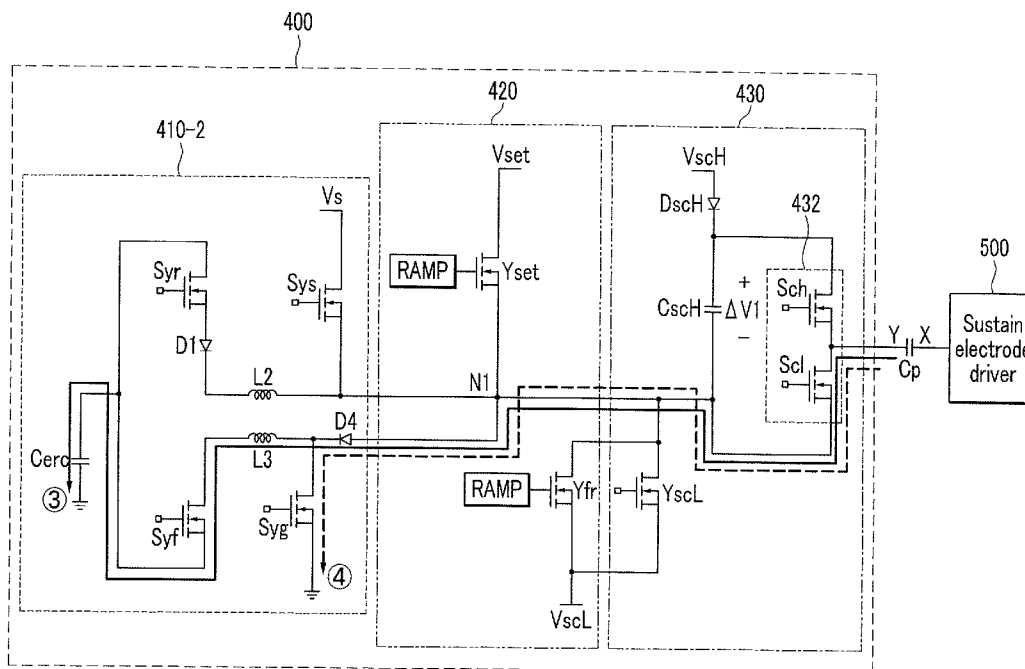 400
410-2
420
430
Vset
VscH
Vs
DscH
432
500
Syr
Sys
RAMP
Yset
Sch
+
CscH
ΔV1
−
D1
Y
X
Sustain
electrode
driver
L2
N1
Scl
Cp
D4
Cerc
L3
③
RAMP
Yfr
YscL
Syf
Syg
④
VscL